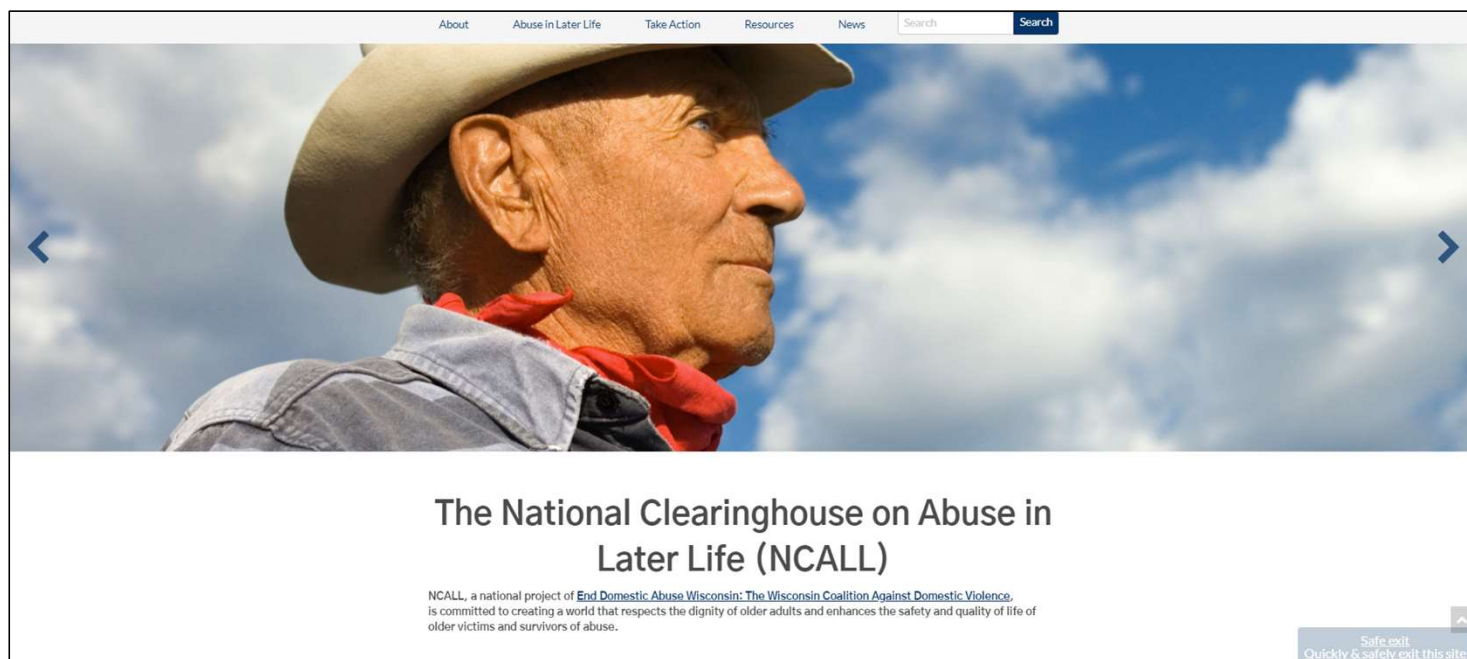 About Abuse in Later Life Take Action Resources News Search Search
The National Clearinghouse on Abuse in
Later Life (NCALL)
NCALL, a national project of End Domestic Abuse Wisconsin: The Wisconsin Coalition Against Domestic Violence,
is committed to creating a world that respects the dignity of older adults and enhances the safety and quality of life of
older victims and survivors of abuse.
Safe exit
Quickly & safely exit this site